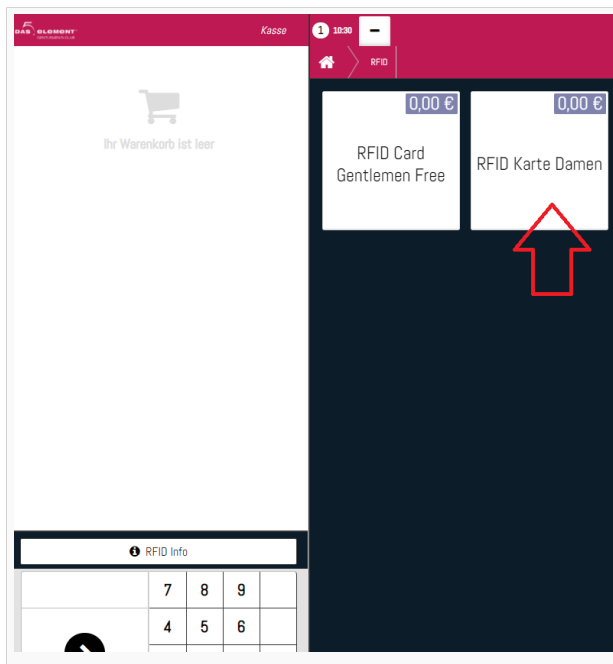 DAS 5 ELEMENT
Kasse
Ihr Warenkorb ist leer
RFID Info
7 8 9
4 5 6
1 10:30 –
RFID
0,00 €
RFID Card
Gentlemen Free
0,00 €
RFID Karte Damen